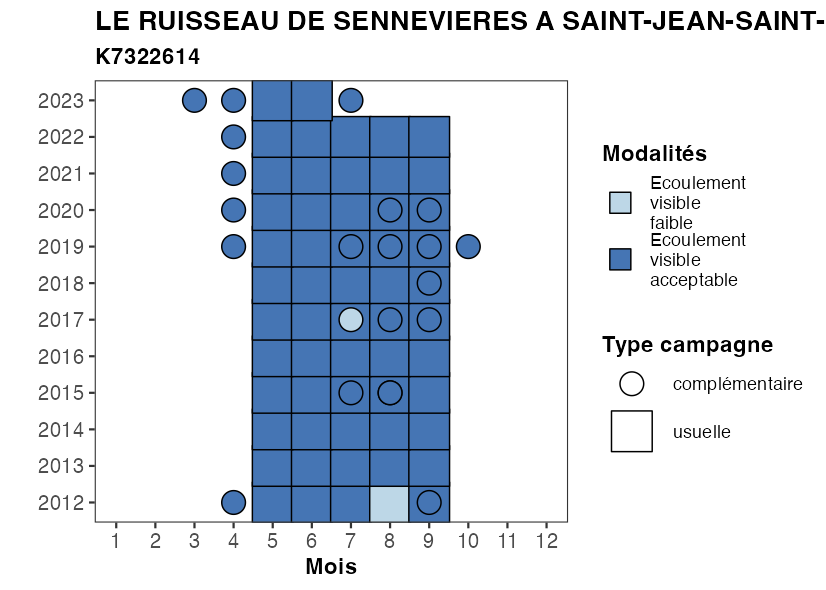 LE RUISSEAU DE SENNEVIERES A SAINT-JEAN-SAINT-
K7322614
2023
2022
2021
2020
2019
2018
2017
2016
2015
2014
2013
2012
1 2 3 4 5 6 7 8 9 10 11 12
Mois
Modalités
Ecoulement
visible
faible
Ecoulement
visible
acceptable
Type campagne
complémentaire
usuelle